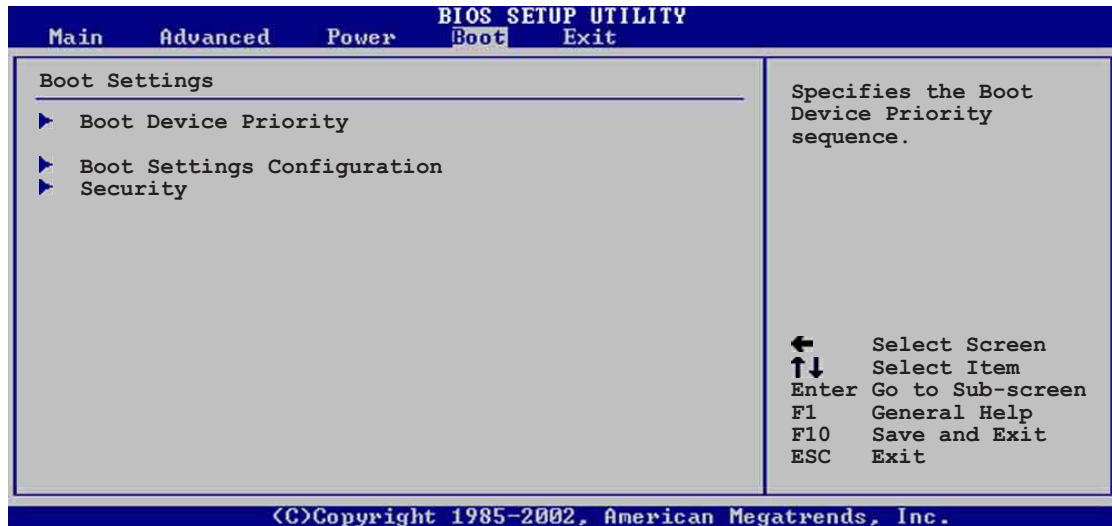 BIOS SETUP UTILITY
Main Advanced Power Boot Exit
Boot Settings
Boot Device Priority
Boot Settings Configuration
Security
Specifies the Boot
Device Priority
sequence.
← Select Screen
↑↓ Select Item
Enter Go to Sub-screen
F1 General Help
F10 Save and Exit
ESC Exit
(C)Copyright 1985-2002, American Megatrends, Inc.